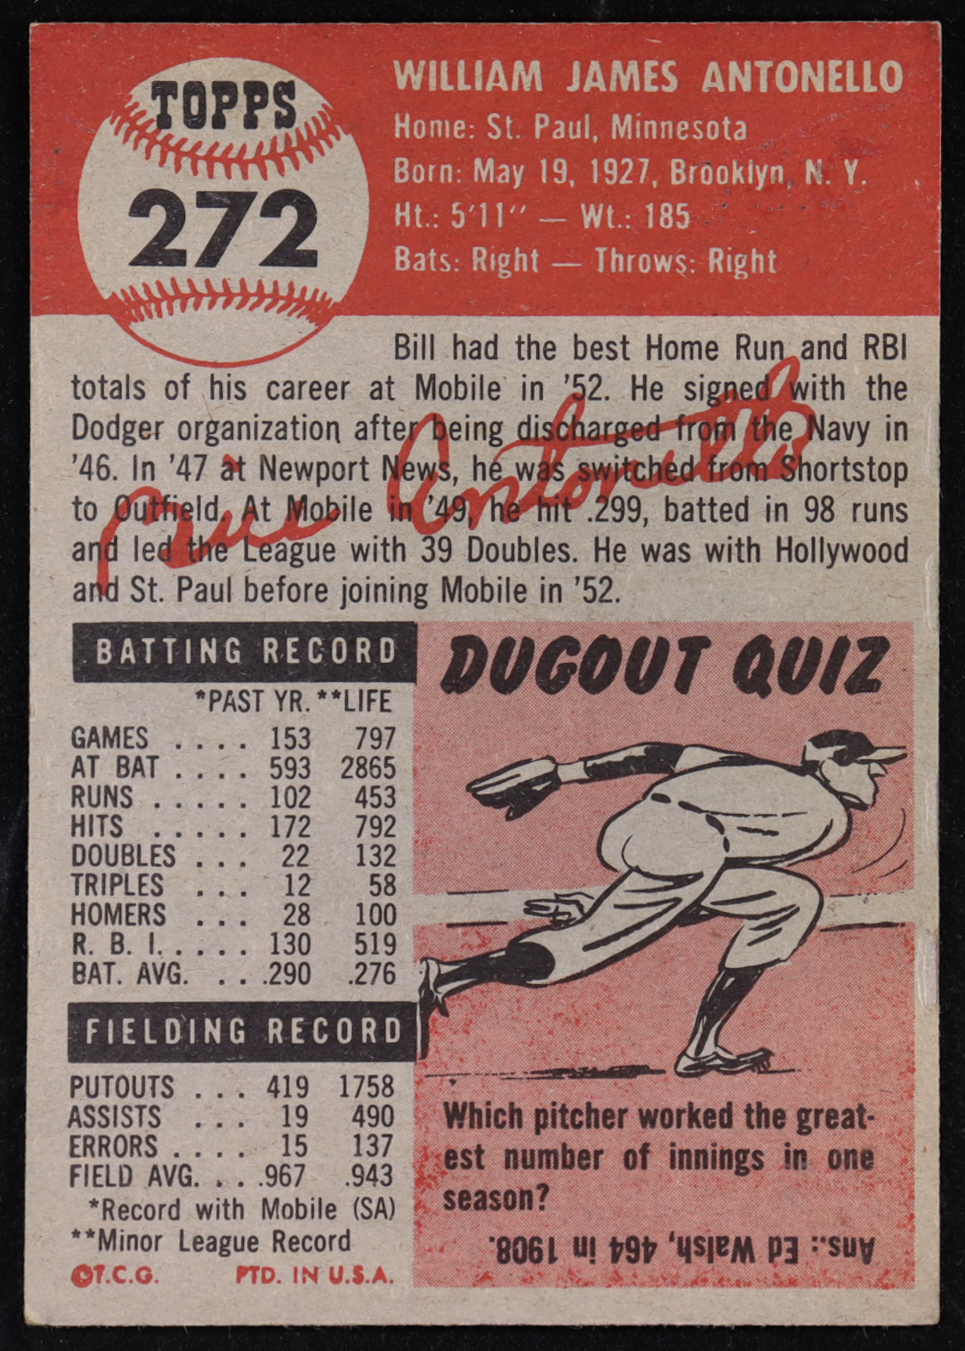 TOPPS
272
WILLIAM JAMES ANTONELLO
Home: St. Paul, Minnesota
Born: May 19, 1927, Brooklyn, N. Y.
Ht.: 5'11" — Wt.: 185
Bats: Right — Throws: Right
Bill had the best Home Run and RBI
totals of his career at Mobile in '52. He signed with the
Dodger organization after being discharged from the Navy in
'46. In '47 at Newport News, he was switched from Shortstop
to Outfield. At Mobile in '49, he hit .299, batted in 98 runs
and led the League with 39 Doubles. He was with Hollywood
and St. Paul before joining Mobile in '52.
Bill Antonello
BATTING RECORD
*PAST YR. **LIFE
GAMES . . . . 153 797
AT BAT . . . . 593 2865
RUNS . . . . . 102 453
HITS . . . . . 172 792
DOUBLES . . . 22 132
TRIPLES . . . 12 58
HOMERS . . . 28 100
R. B. I. . . . . 130 519
BAT. AVG. . . .290 .276
FIELDING RECORD
PUTOUTS . . . 419 1758
ASSISTS . . . 19 490
ERRORS . . . . 15 137
FIELD AVG. . . .967 .943
*Record with Mobile (SA)
**Minor League Record
©T.C.G. PTD. IN U.S.A.
DUGOUT QUIZ
Which pitcher worked the great-
est number of innings in one
season?
Ans.: Ed Walsh, 464 in 1908.